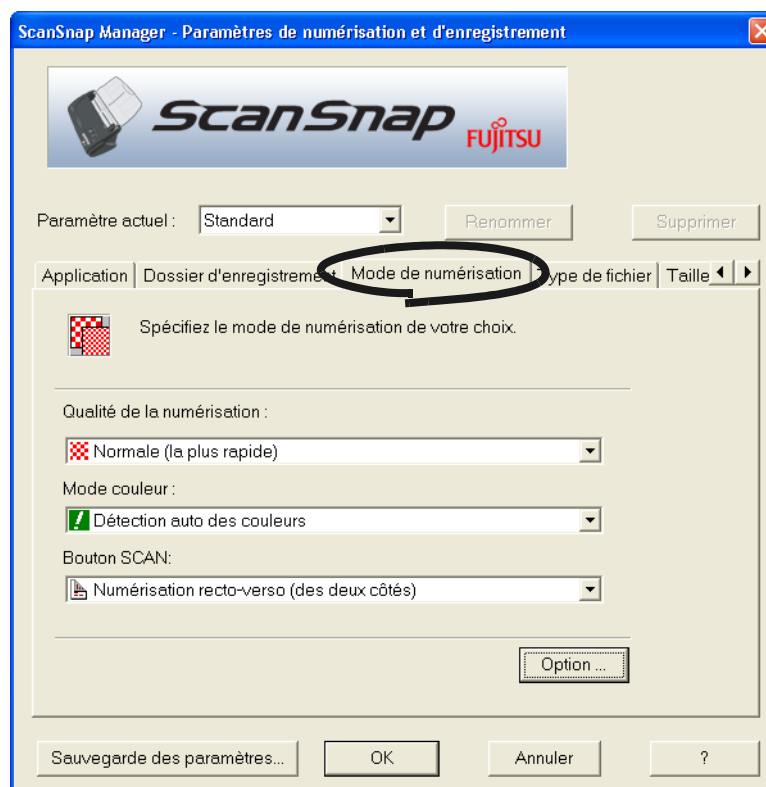 ScanSnap Manager - Paramètres de numérisation et d'enregistrement
ScanSnap
FUJITSU
Paramètre actuel : Standard Renommer Supprimer
Application Dossier d'enregistrement Mode de numérisation Type de fichier Taille
Spécifiez le mode de numérisation de votre choix.
Qualité de la numérisation :
Normale (la plus rapide)
Mode couleur :
Détection auto des couleurs
Bouton SCAN:
Numérisation recto-verso (des deux côtés)
Option ...
Sauvegarde des paramètres... OK Annuler ?